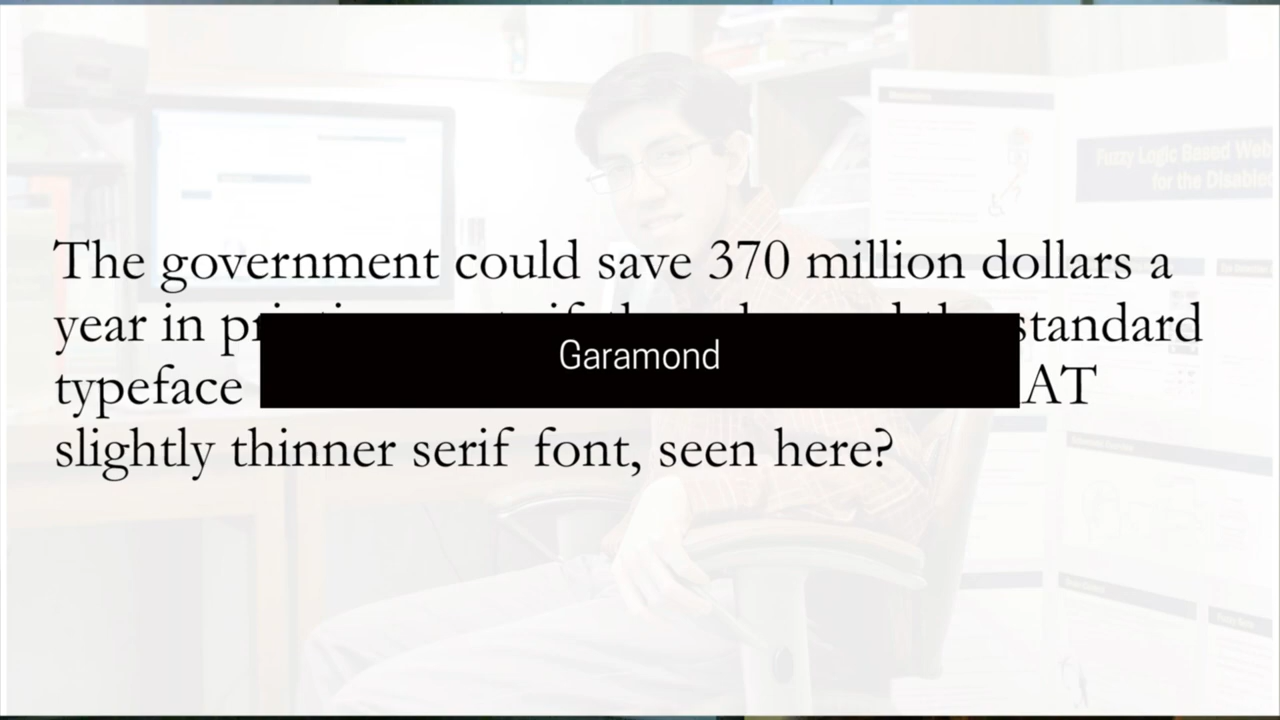 Fuzzy Logic Based Web
for the Disabled
The government could save 370 million dollars a
year in standard
Garamond
typeface AT
slightly thinner serif font, seen here?